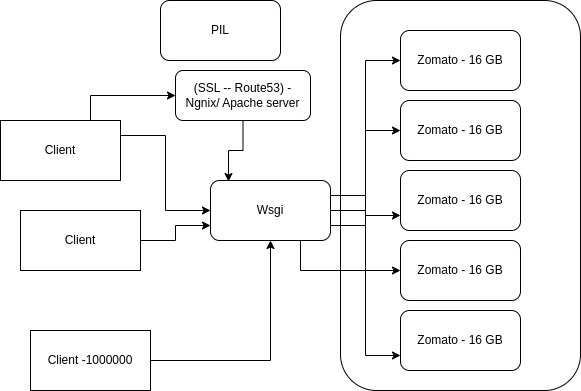 PIL
(SSL -- Route53) -
Ngnix/ Apache server
Client
Client
Client -1000000
Wsgi
Zomato - 16 GB
Zomato - 16 GB
Zomato - 16 GB
Zomato - 16 GB
Zomato - 16 GB